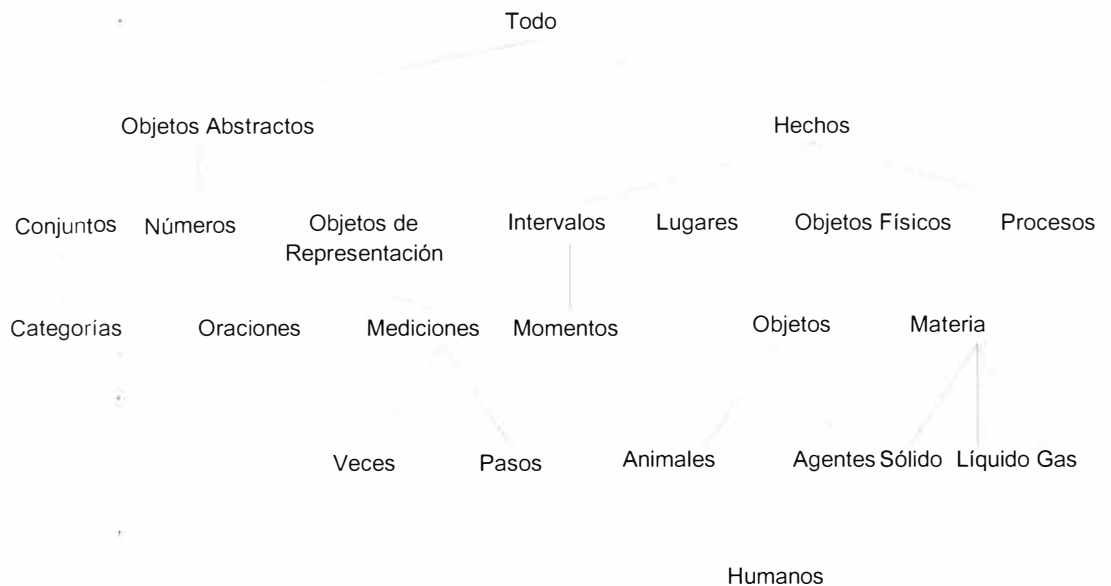 Todo
Objetos Abstractos
Hechos
Conjuntos
Números
Objetos de
Representación
Intervalos
Lugares
Objetos Físicos
Procesos
Categorías
Oraciones
Mediciones
Momentos
Objetos
Materia
Veces
Pasos
Animales
Agentes
Sólido
Líquido
Gas
Humanos